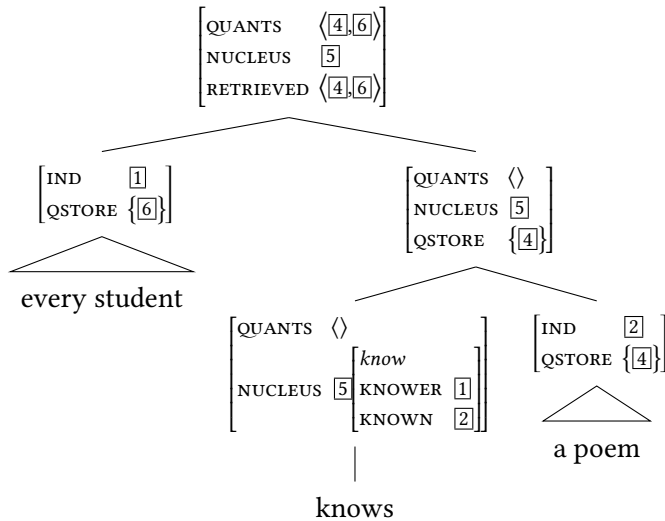 QUANTS ⟨4,6⟩
NUCLEUS 5
RETRIEVED ⟨4,6⟩
IND 1
QSTORE {6}
every student
QUANTS ⟨⟩
NUCLEUS 5
QSTORE {4}
QUANTS ⟨⟩
NUCLEUS 5
know
KNOWER 1
KNOWN 2
knows
IND 2
QSTORE {4}
a poem